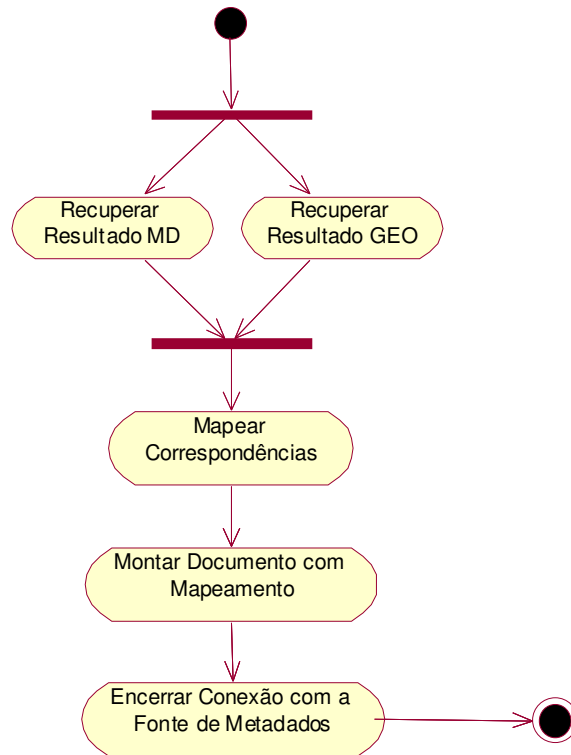 Recuperar
Resultado MD
Recuperar
Resultado GEO
Mapear
Correspondências
Montar Documento com
Mapeamento
Encerrar Conexão com a
Fonte de Metadados